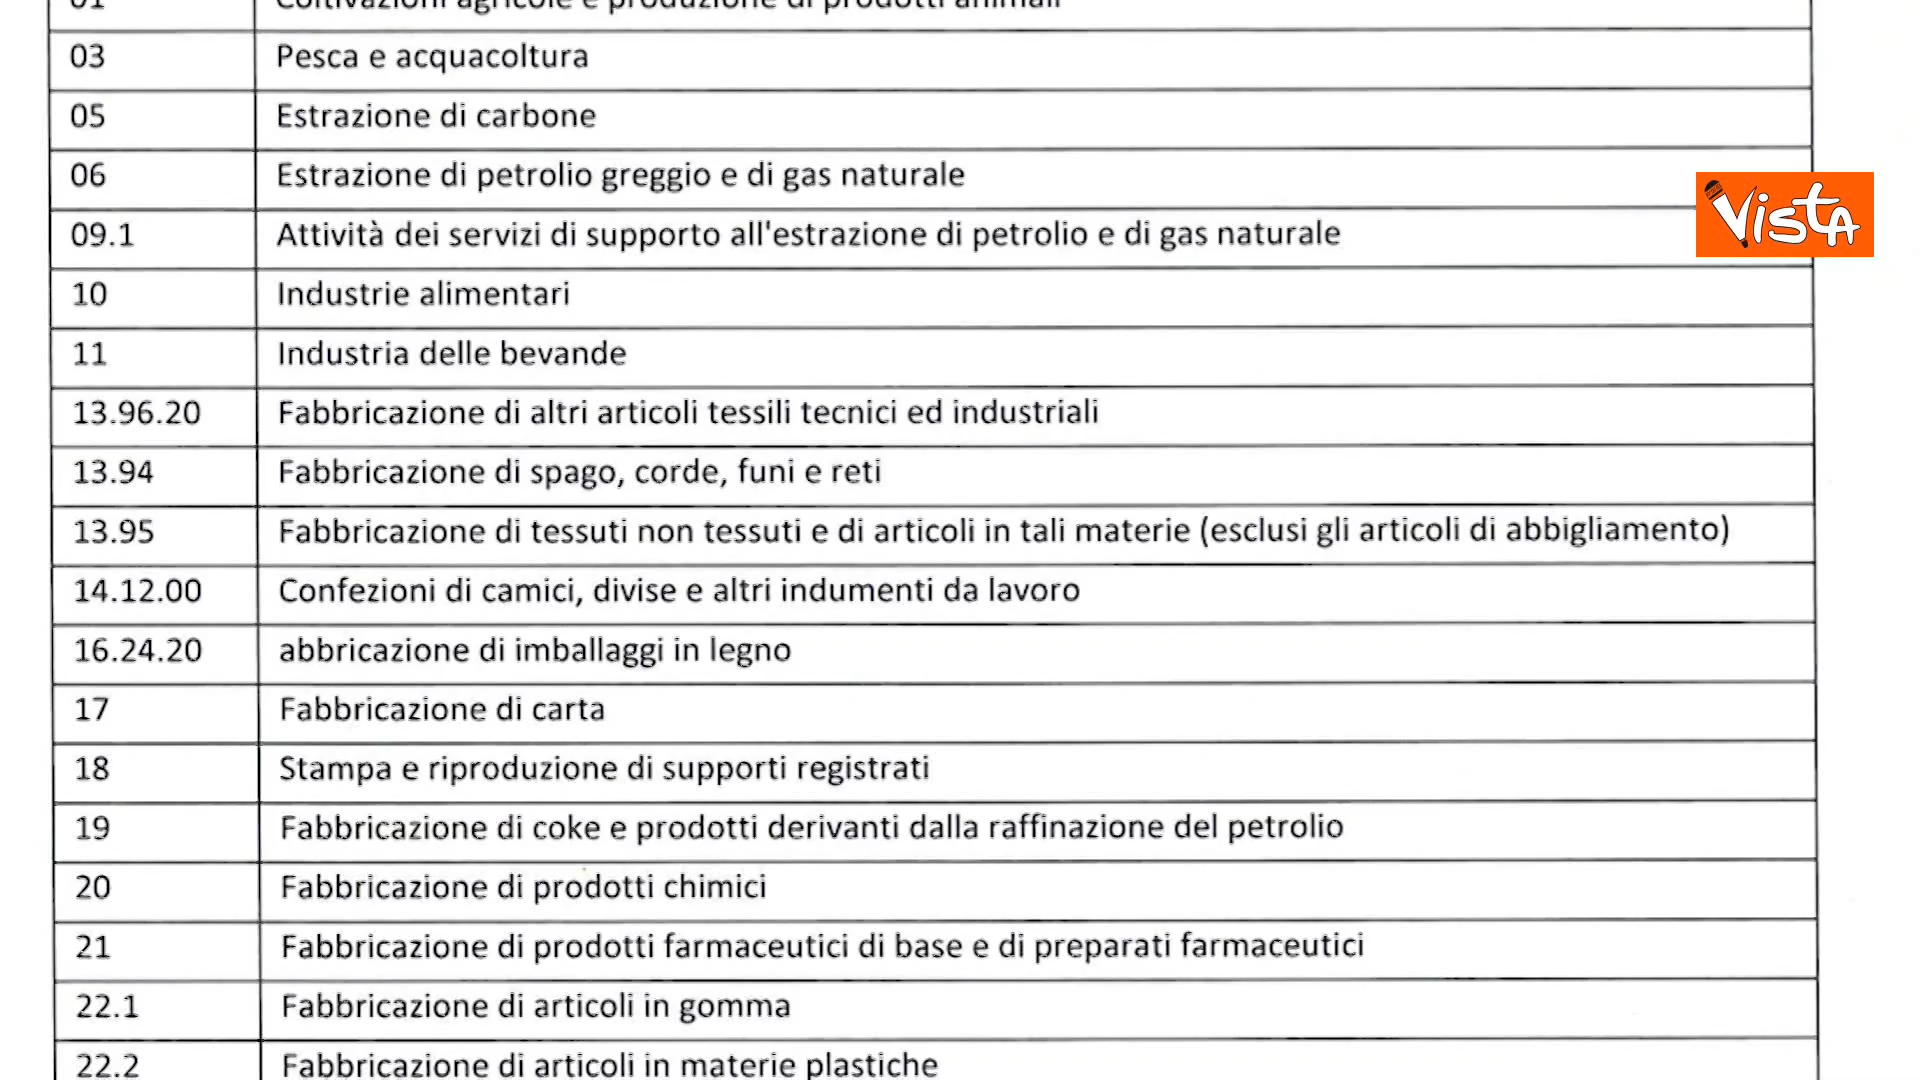 01 Coltivazioni agricole e produzione di prodotti animali
03 Pesca e acquacoltura
05 Estrazione di carbone
06 Estrazione di petrolio greggio e di gas naturale
09.1 Attività dei servizi di supporto all'estrazione di petrolio e di gas naturale
VISTA
10 Industrie alimentari
11 Industria delle bevande
13.96.20 Fabbricazione di altri articoli tessili tecnici ed industriali
13.94 Fabbricazione di spago, corde, funi e reti
13.95 Fabbricazione di tessuti non tessuti e di articoli in tali materie (esclusi gli articoli di abbigliamento)
14.12.00 Confezioni di camici, divise e altri indumenti da lavoro
16.24.20 abbricazione di imballaggi in legno
17 Fabbricazione di carta
18 Stampa e riproduzione di supporti registrati
19 Fabbricazione di coke e prodotti derivanti dalla raffinazione del petrolio
20 Fabbricazione di prodotti chimici
21 Fabbricazione di prodotti farmaceutici di base e di preparati farmaceutici
22.1 Fabbricazione di articoli in gomma
22.2 Fabbricazione di articoli in materie plastiche